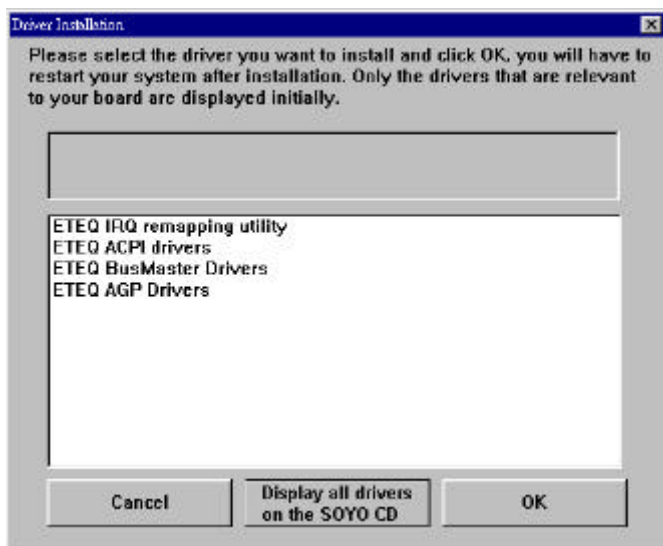 Driver Installation
Please select the driver you want to install and click OK, you will have to
restart your system after installation. Only the drivers that are relevant
to your board are displayed initially.
ETEQ IRQ remapping utility
ETEQ ACPI drivers
ETEQ BusMaster Drivers
ETEQ AGP Drivers
Cancel
Display all drivers
on the SOYO CD
OK